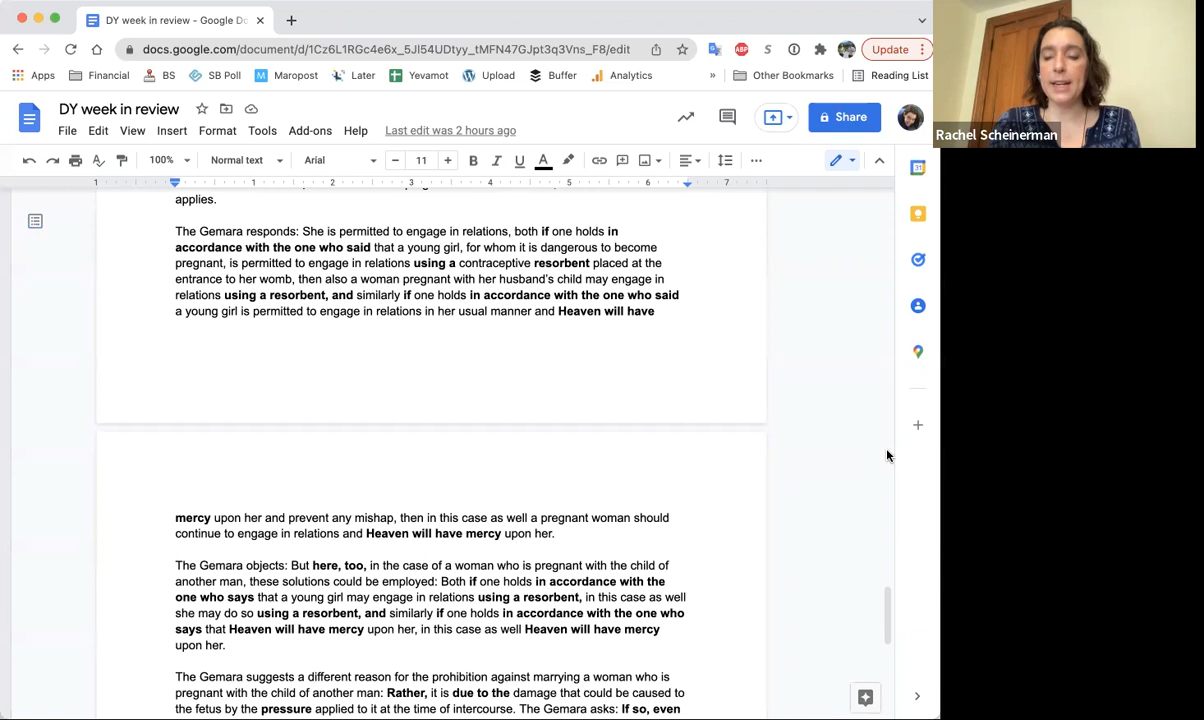 DY week in review - Google Do
docs.google.com/document/d/1Cz6L1RGc4e6x_5Jl54UDtyy_tMFN47GJpt3q3Vns_F8/edit
Update
Apps Financial BS SB Poll Maropost Later Yevamot Upload Buffer Analytics » Other Bookmarks Reading List
Rachel Scheinerman
DY week in review
File Edit View Insert Format Tools Add-ons Help Last edit was 2 hours ago
Share
100% Normal text Arial 11
1 1 2 3 4 5 6 7
applies.
The Gemara responds: She is permitted to engage in relations, both if one holds in
accordance with the one who said that a young girl, for whom it is dangerous to become
pregnant, is permitted to engage in relations using a contraceptive resorbent placed at the
entrance to her womb, then also a woman pregnant with her husband's child may engage in
relations using a resorbent, and similarly if one holds in accordance with the one who said
a young girl is permitted to engage in relations in her usual manner and Heaven will have
mercy upon her and prevent any mishap, then in this case as well a pregnant woman should
continue to engage in relations and Heaven will have mercy upon her.
The Gemara objects: But here, too, in the case of a woman who is pregnant with the child of
another man, these solutions could be employed: Both if one holds in accordance with the
one who says that a young girl may engage in relations using a resorbent, in this case as well
she may do so using a resorbent, and similarly if one holds in accordance with the one who
says that Heaven will have mercy upon her, in this case as well Heaven will have mercy
upon her.
The Gemara suggests a different reason for the prohibition against marrying a woman who is
pregnant with the child of another man: Rather, it is due to the damage that could be caused to
the fetus by the pressure applied to it at the time of intercourse. The Gemara asks: If so, even